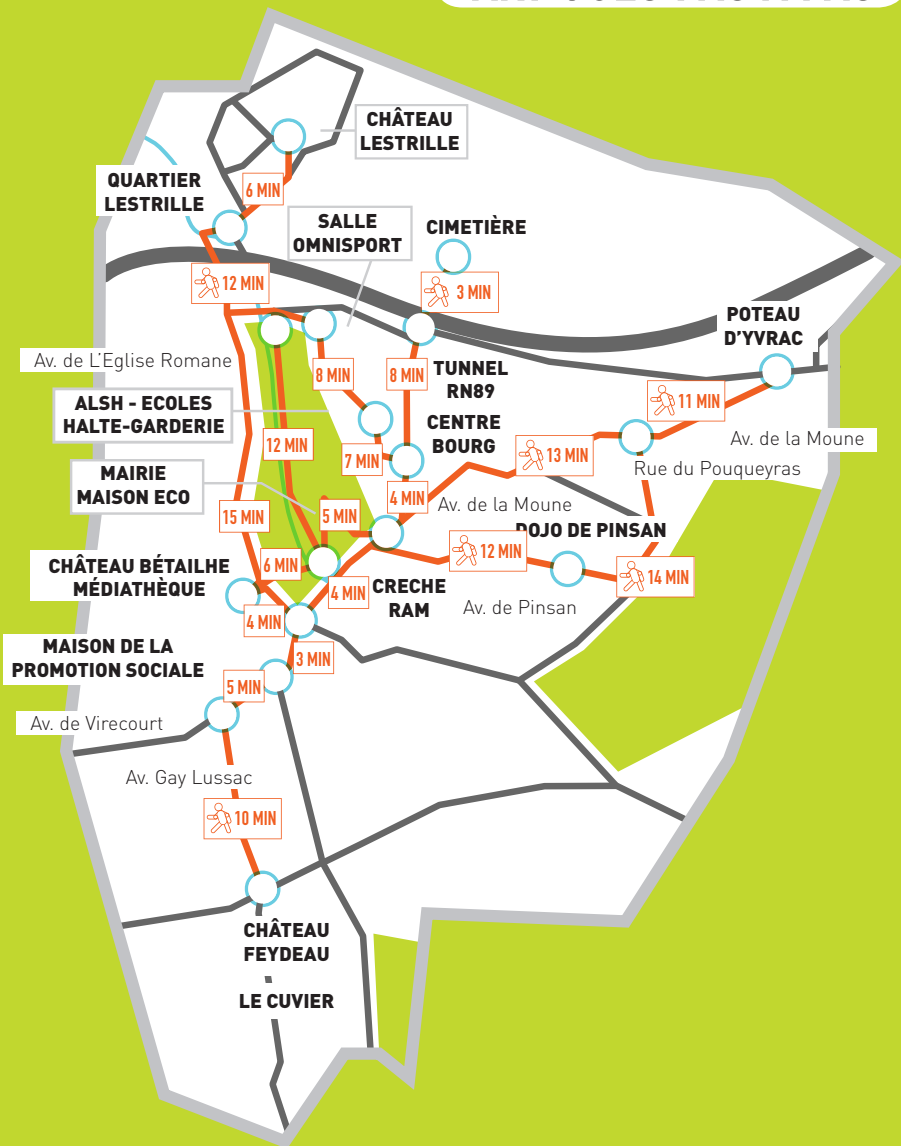 CHÂTEAU
LESTRILLE
QUARTIER
LESTRILLE
6 MIN
SALLE
OMNISPORT
CIMETIÈRE
12 MIN
3 MIN
POTEAU
D'YVRAC
Av. de L'Eglise Romane
8 MIN
8 MIN
TUNNEL
RN89
11 MIN
ALSH - ECOLES
HALTE-GARDERIE
CENTRE
BOURG
Av. de la Moune
12 MIN
7 MIN
13 MIN
Rue du Pouqueyras
MAIRIE
MAISON ECO
4 MIN
Av. de la Moune
15 MIN
5 MIN
DOJO DE PINSAN
12 MIN
CHÂTEAU BÉTAILHE
MÉDIATHÈQUE
6 MIN
14 MIN
4 MIN
CRECHE
RAM
Av. de Pinsan
4 MIN
MAISON DE LA
PROMOTION SOCIALE
3 MIN
5 MIN
Av. de Virecourt
Av. Gay Lussac
10 MIN
CHÂTEAU
FEYDEAU
LE CUVIER